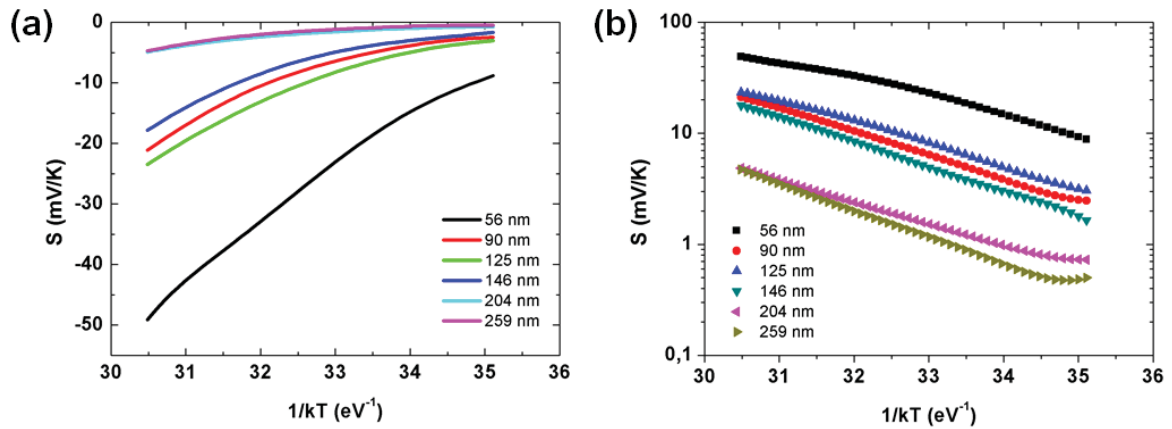 (a)
S (mV/K)
0
-10
-20
-30
-40
-50
30
31
32
33
34
35
36
1/kT (eV⁻¹)
56 nm
90 nm
125 nm
146 nm
204 nm
259 nm
(b)
S (mV/K)
100
10
1
0,1
30
31
32
33
34
35
36
1/kT (eV⁻¹)
56 nm
90 nm
125 nm
146 nm
204 nm
259 nm